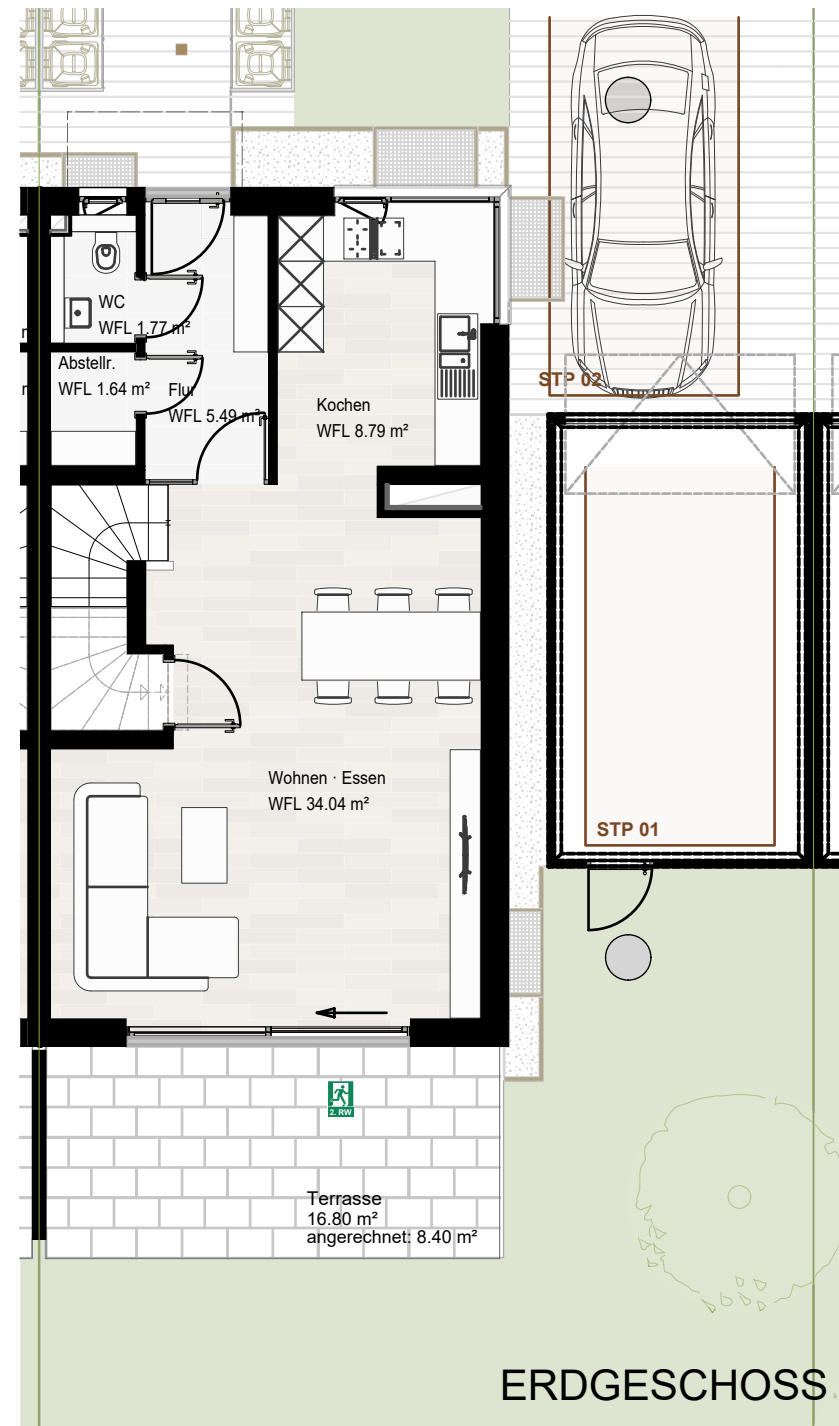 WC
WFL 1.77 m²
Abstellr.
WFL 1.64 m²
Flur
WFL 5.49 m²
Kochen
WFL 8.79 m²
STP 02
STP 01
Wohnen · Essen
WFL 34.04 m²
2. RW
Terrasse
16.80 m²
angerechnet: 8.40 m²
ERDGESCHOSS